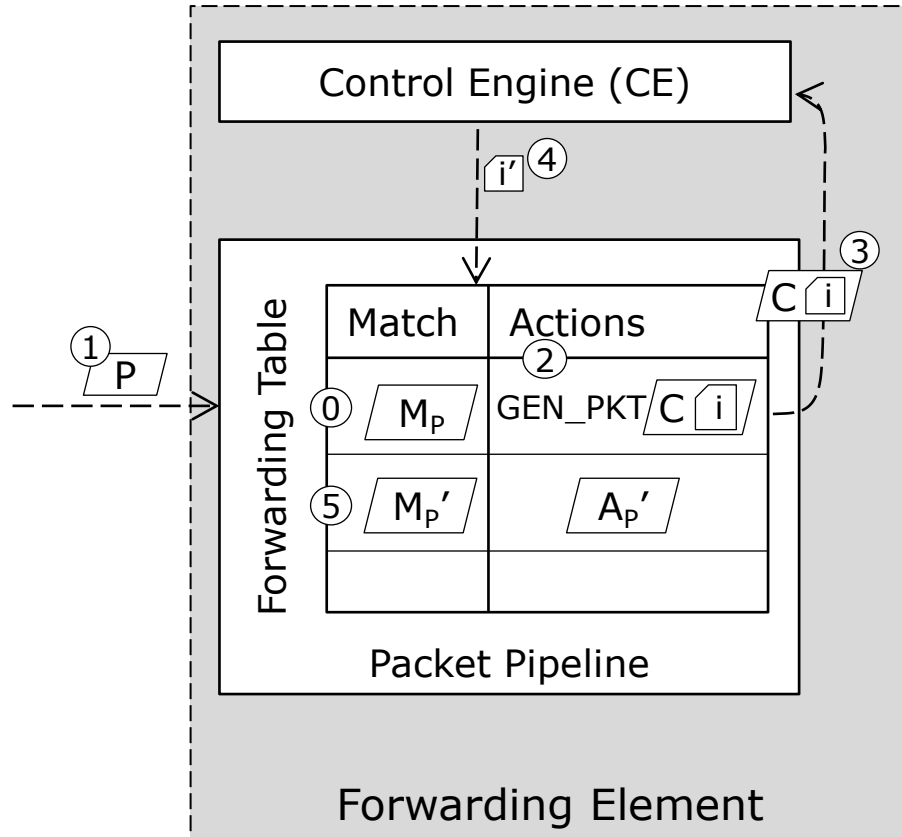 Control Engine (CE)
i′ 4
3
C i
1
P
Forwarding Table
Match Actions
2
0 M_P GEN_PKT C i
5 M_P′ A_P′
Packet Pipeline
Forwarding Element